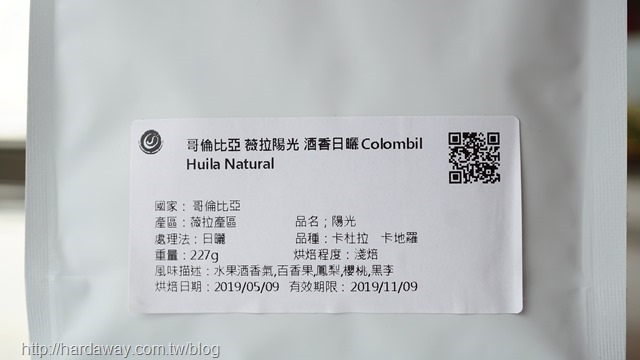 哥倫比亞 薇拉陽光 酒香日曬 Colombil
Huila Natural
國家：哥倫比亞
產區：薇拉產區 品名；陽光
處理法：日曬 品種：卡杜拉 卡地羅
重量：227g 烘焙程度：淺焙
風味描述：水果酒香氣,百香果,鳳梨,櫻桃,黑李
烘焙日期：2019/05/09 有效期限：2019/11/09
http://hardaway.com.tw/blog